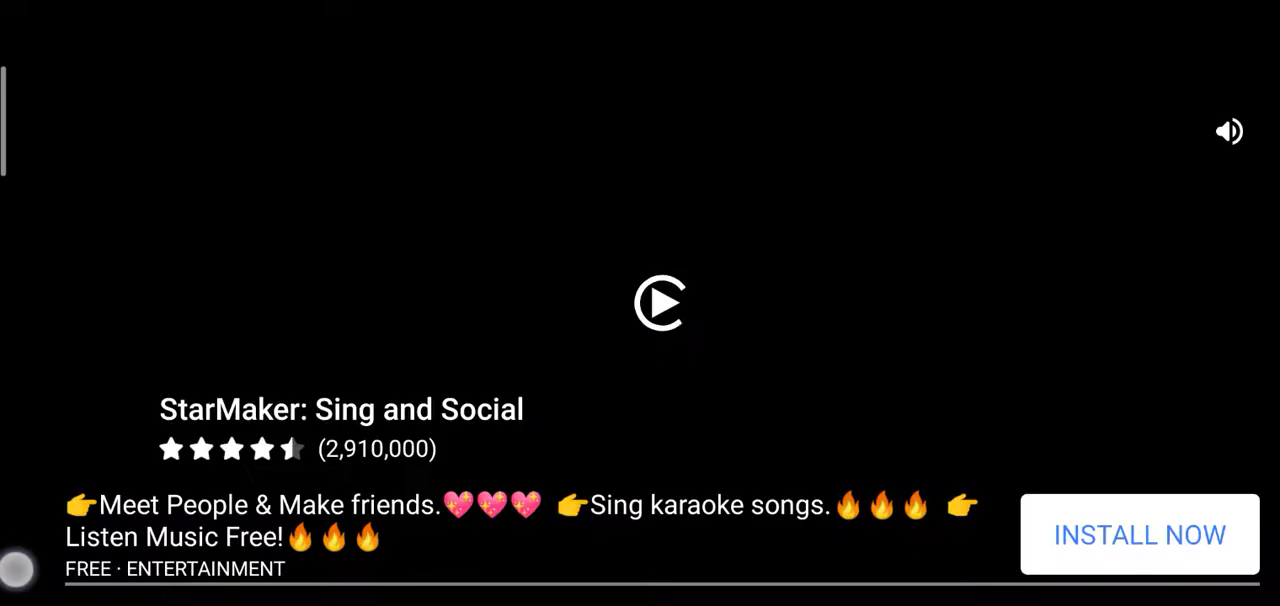 StarMaker: Sing and Social
(2,910,000)
👉Meet People & Make friends.💖💖💖 👉Sing karaoke songs.🔥🔥🔥 👉
Listen Music Free!🔥🔥🔥
FREE · ENTERTAINMENT
INSTALL NOW